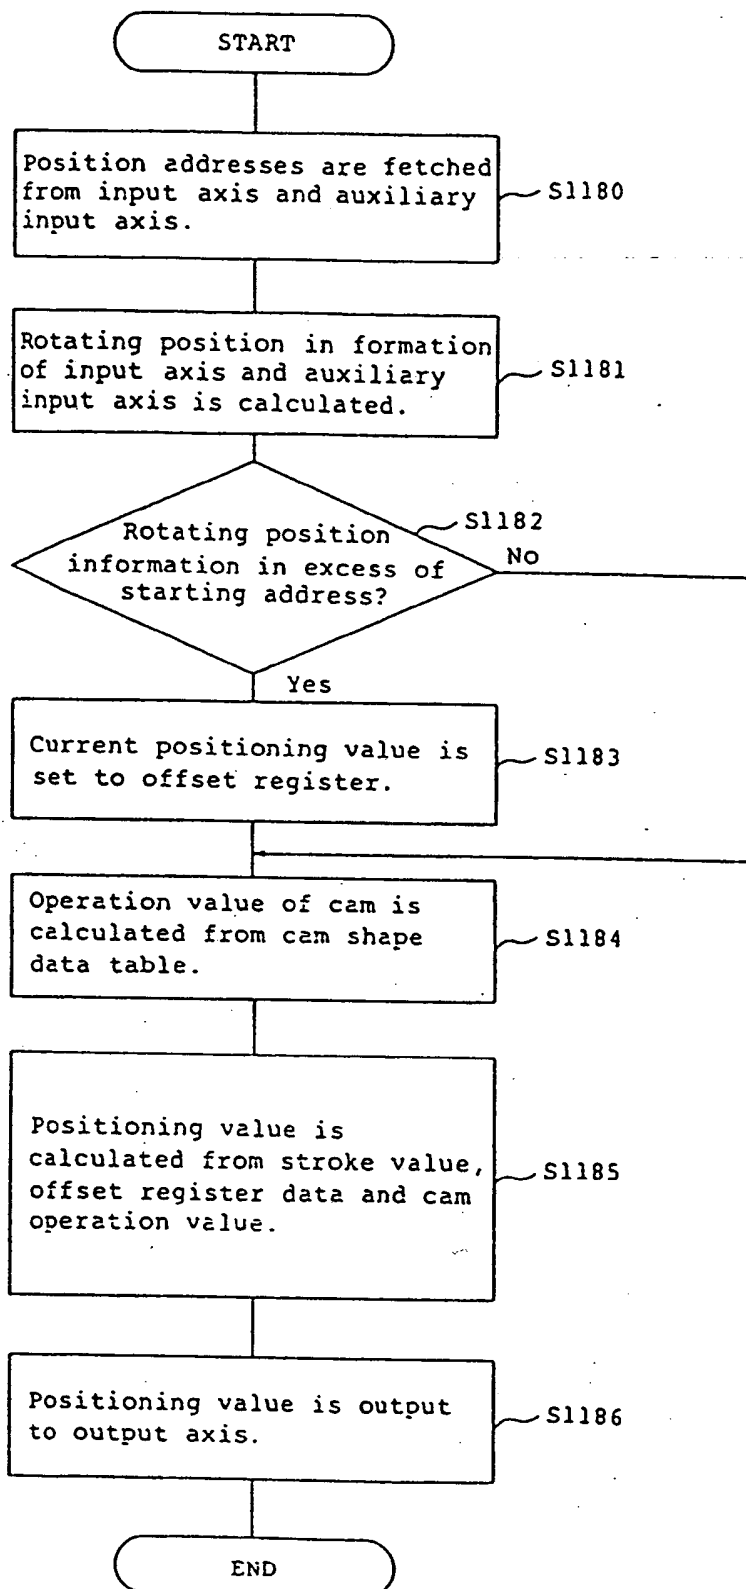 START
Position addresses are fetched
from input axis and auxiliary
input axis.
S1180
Rotating position in formation
of input axis and auxiliary
input axis is calculated.
S1181
Rotating position
information in excess of
starting address?
S1182
No
Yes
Current positioning value is
set to offset register.
S1183
Operation value of cam is
calculated from cam shape
data table.
S1184
Positioning value is
calculated from stroke value,
offset register data and cam
operation value.
S1185
Positioning value is output
to output axis.
S1186
END